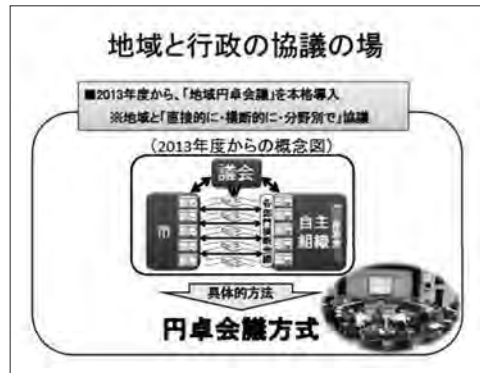 地域と行政の協議の場
■2013年度から、「地域円卓会議」を本格導入
※地域と「直接的に・横断的に・分野別で」協議
(2013年度からの概念図)
議会
市
自主
組織
具体的方法
円卓会議方式